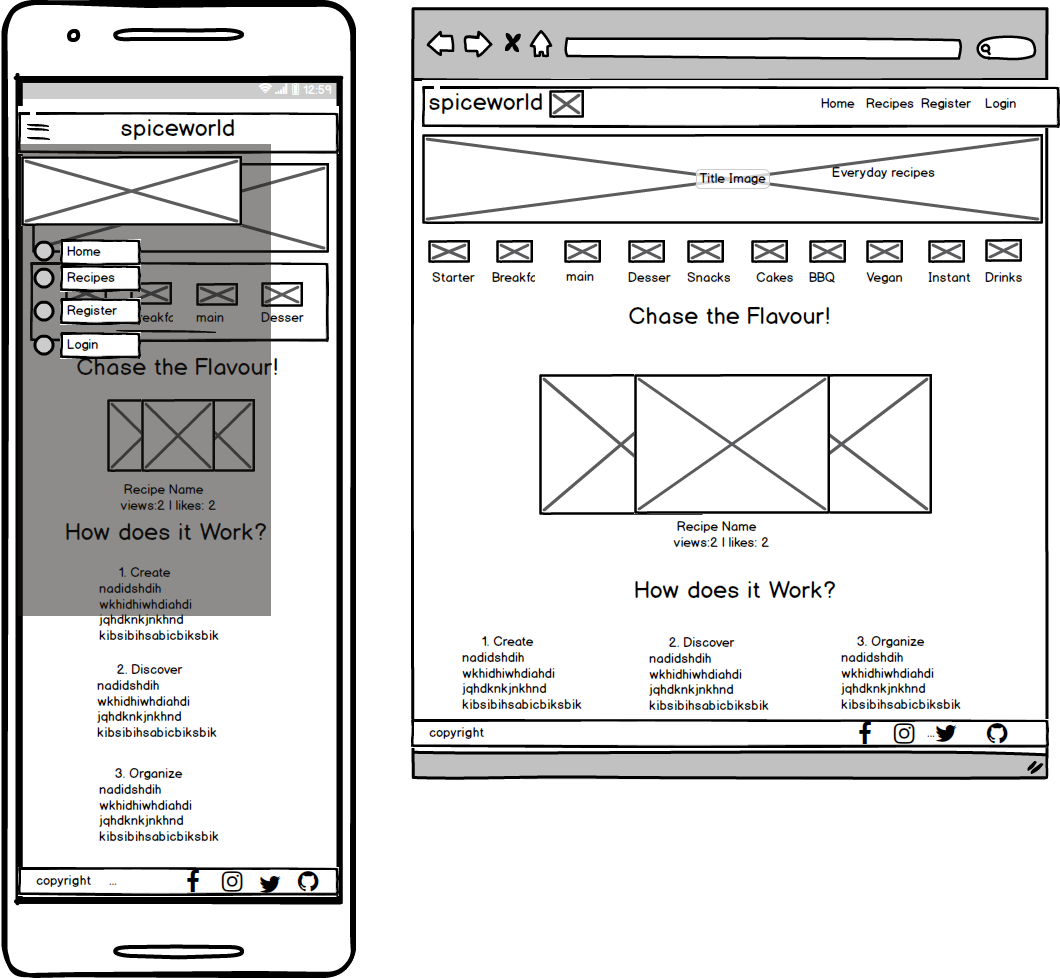 12:59
spiceworld
Home
Recipes
Register
Login
eakfc
main
Desser
Chase the Flavour!
Recipe Name
views:2 | likes: 2
How does it Work?
1. Create
nadidshdih
wkhidhiwhdiahdi
jqhdknkjnkhnd
kibsibihsabicbiksbik
2. Discover
nadidshdih
wkhidhiwhdiahdi
jqhdknkjnkhnd
kibsibihsabicbiksbik
3. Organize
nadidshdih
wkhidhiwhdiahdi
jqhdknkjnkhnd
kibsibihsabicbiksbik
copyright ...
spiceworld Home Recipes Register Login
Title Image Everyday recipes
Starter Breakfc main Desser Snacks Cakes BBQ Vegan Instant Drinks
Chase the Flavour!
Recipe Name
views:2 | likes: 2
How does it Work?
1. Create 2. Discover 3. Organize
nadidshdih nadidshdih nadidshdih
wkhidhiwhdiahdi wkhidhiwhdiahdi wkhidhiwhdiahdi
jqhdknkjnkhnd jqhdknkjnkhnd jqhdknkjnkhnd
kibsibihsabicbiksbik kibsibihsabicbiksbik kibsibihsabicbiksbik
copyright ...